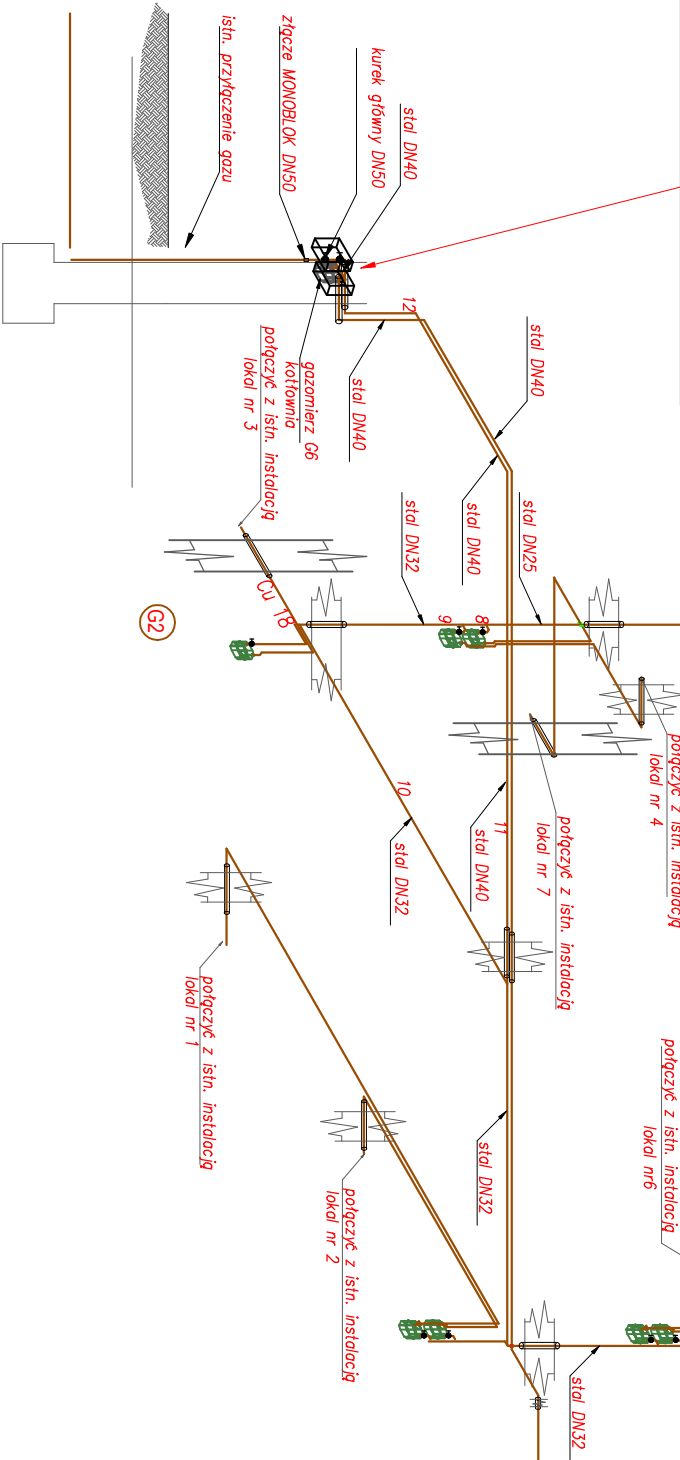 istn. przyłączenie gazu
złącze MONOBLOK DN50
kurek główny DN50
stal DN40
12
stal DN40
stal DN40
stal DN40
gazomierz G6
kotłownia
połączyć z istn. instalacją
lokal nr 3
Cu 18
G2
stal DN32
stal DN25
9
8
połączyć z istn. instalacją
lokal nr 4
połączyć z istn. instalacją
lokal nr 7
10
stal DN32
11
stal DN40
połączyć z istn. instalacją
lokal nr 1
połączyć z istn. instalacją
lokal nr 2
stal DN32
połączyć z istn. instalacją
lokal nr6
stal DN32